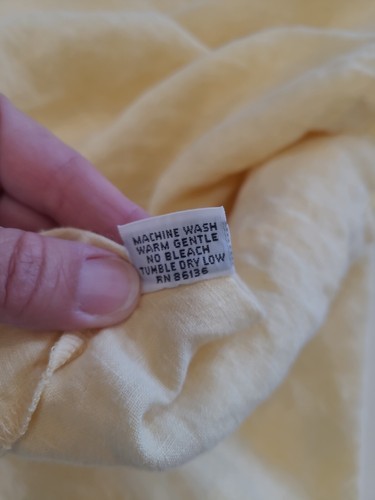 MACHINE WASH
WARM GENTLE
NO BLEACH
TUMBLE DRY LOW
RN 86136